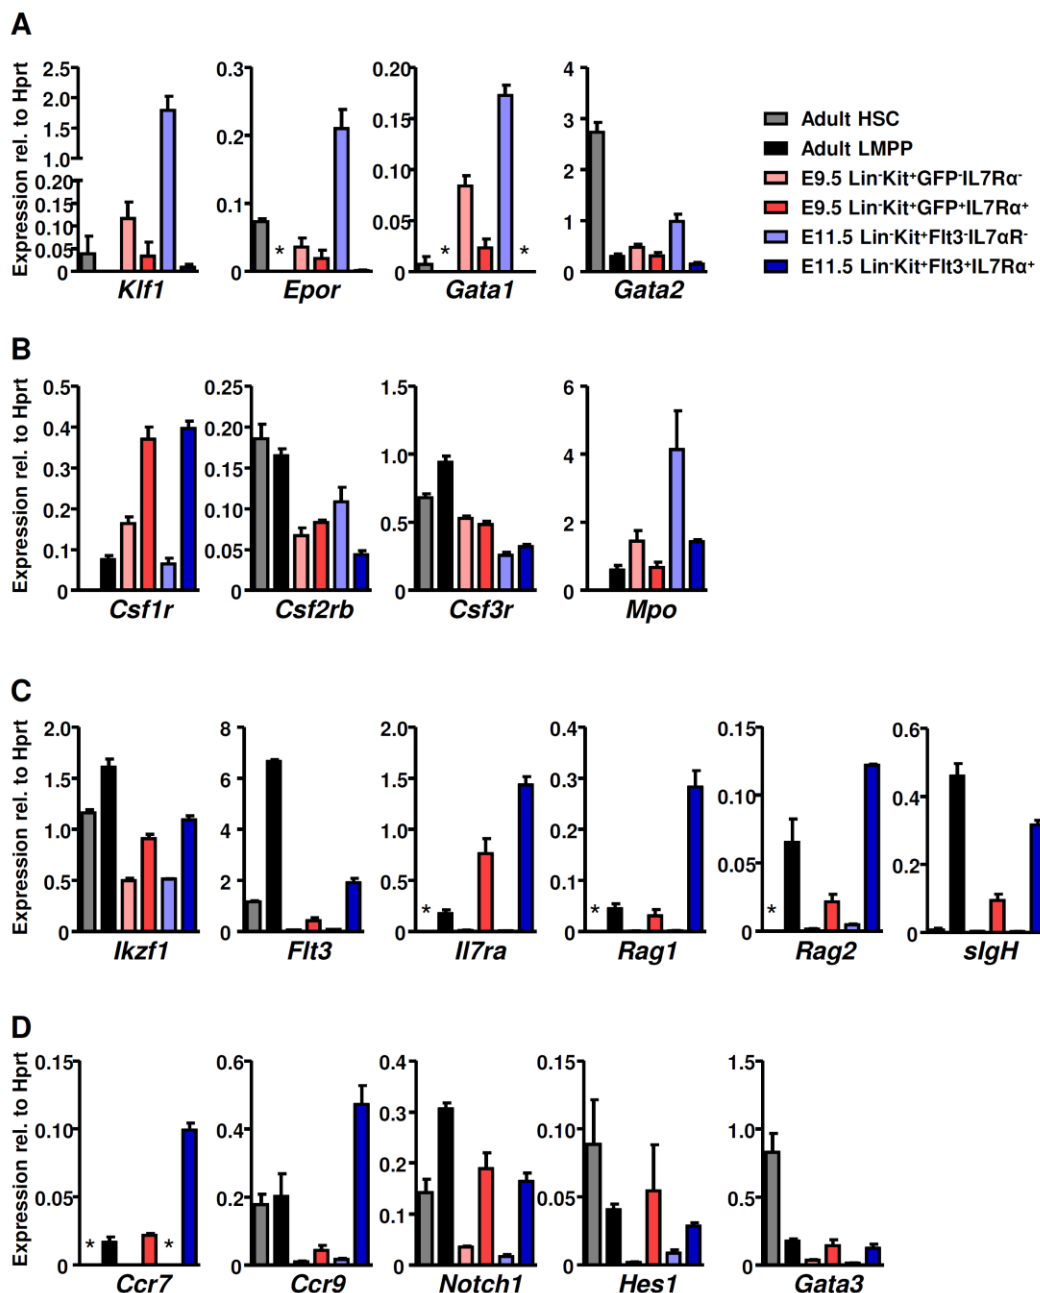 A
Expression rel. to Hprt
2.5
2.0
1.5
1.0
0.20
0.15
0.10
0.05
0
Klf1
0.3
0.2
0.1
0
*
Epor
0.20
0.15
0.10
0.05
0
* *
Gata1
4
3
2
1
0
Gata2
Adult HSC
Adult LMPP
E9.5 Lin⁻Kit⁺GFP⁻IL7Rα⁻
E9.5 Lin⁻Kit⁺GFP⁺IL7Rα⁺
E11.5 Lin⁻Kit⁺Flt3⁻IL7αR⁻
E11.5 Lin⁻Kit⁺Flt3⁺IL7Rα⁺
B
Expression rel. to Hprt
0.5
0.4
0.3
0.2
0.1
0
Csf1r
0.25
0.20
0.15
0.10
0.05
0
Csf2rb
1.5
1.0
0.5
0
Csf3r
6
4
2
0
Mpo
C
Expression rel. to Hprt
2.0
1.5
1.0
0.5
0
Ikzf1
8
6
4
2
0
Flt3
2.0
1.5
1.0
0.5
0
*
Il7ra
0.4
0.3
0.2
0.1
0
*
Rag1
0.15
0.10
0.05
0
*
Rag2
0.6
0.4
0.2
0
sIgH
D
Expression rel. to Hprt
0.15
0.10
0.05
0
* *
Ccr7
0.6
0.4
0.2
0
Ccr9
0.4
0.3
0.2
0.1
0
Notch1
0.15
0.10
0.05
0
Hes1
1.5
1.0
0.5
0
Gata3